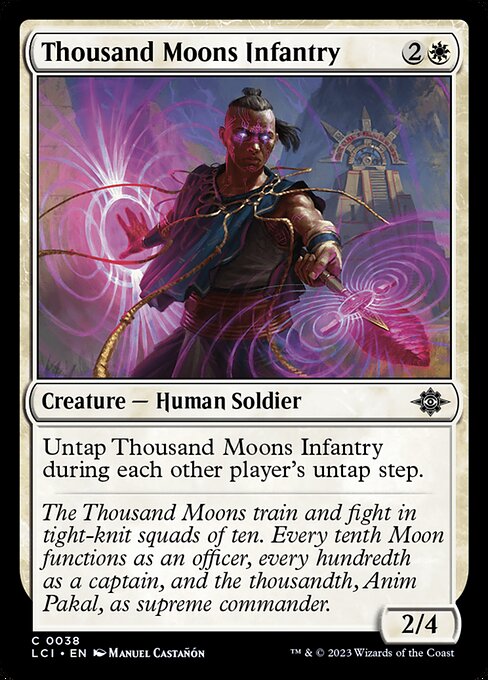 Thousand Moons Infantry 2
Creature — Human Soldier
Untap Thousand Moons Infantry
during each other player's untap step.
The Thousand Moons train and fight in
tight-knit squads of ten. Every tenth Moon
functions as an officer, every hundredth
as a captain, and the thousandth, Anim
Pakal, as supreme commander.
2/4
C 0038
LCI • EN Manuel Castañón
™ & © 2023 Wizards of the Coast